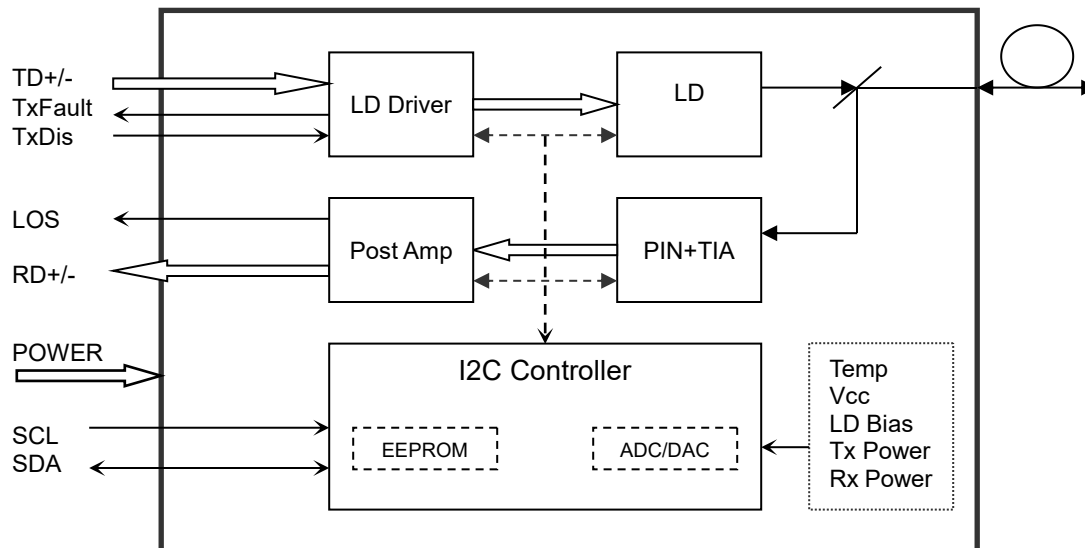 TD+/-
TxFault
TxDis
LD Driver
LD
LOS
RD+/-
Post Amp
PIN+TIA
POWER
SCL
SDA
I2C Controller
EEPROM
ADC/DAC
Temp
Vcc
LD Bias
Tx Power
Rx Power